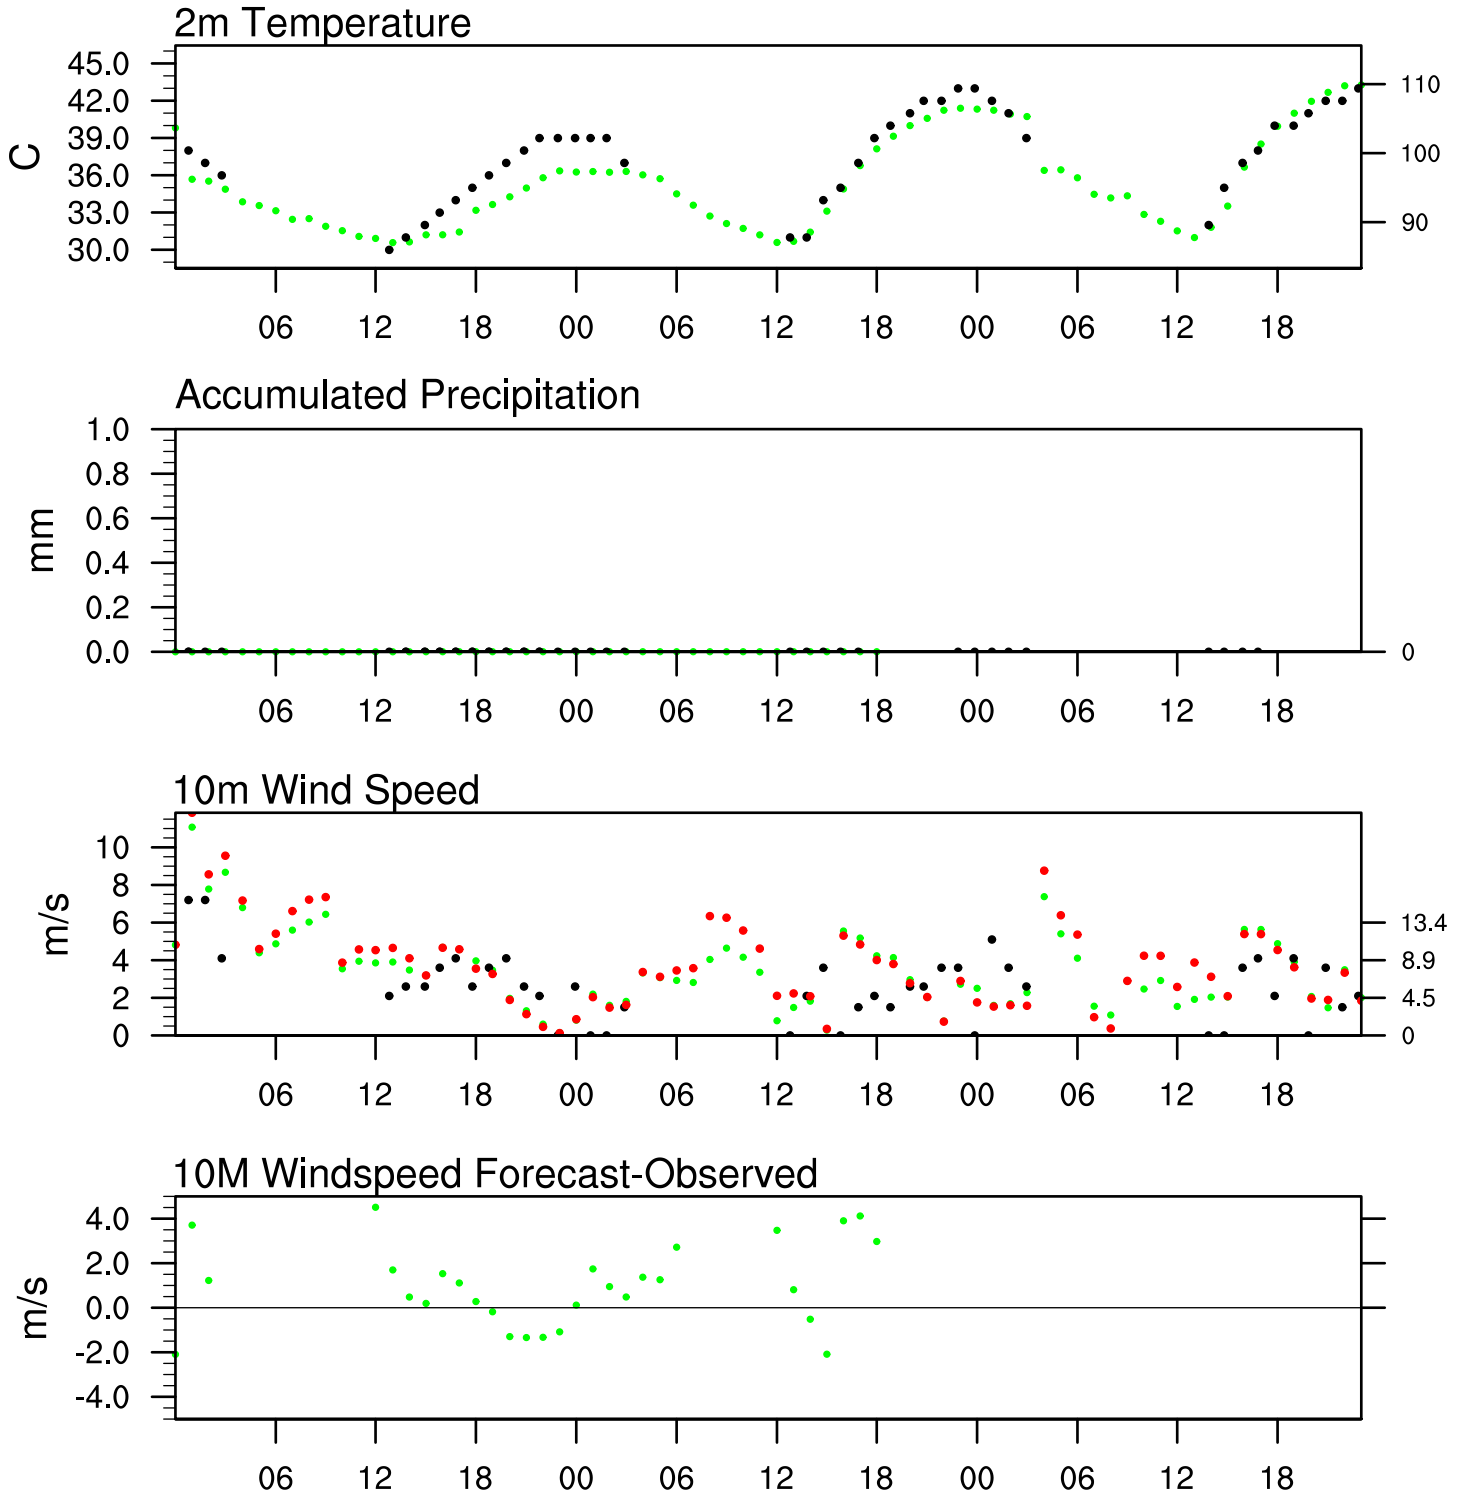 2m Temperature
45.0
42.0
39.0
36.0
33.0
30.0
C
110
100
90
06 12 18 00 06 12 18 00 06 12 18
Accumulated Precipitation
1.0
0.8
0.6
0.4
0.2
0.0
mm
0
06 12 18 00 06 12 18 00 06 12 18
10m Wind Speed
10
8
6
4
2
0
m/s
13.4
8.9
4.5
0
06 12 18 00 06 12 18 00 06 12 18
10M Windspeed Forecast-Observed
4.0
2.0
0.0
-2.0
-4.0
m/s
06 12 18 00 06 12 18 00 06 12 18